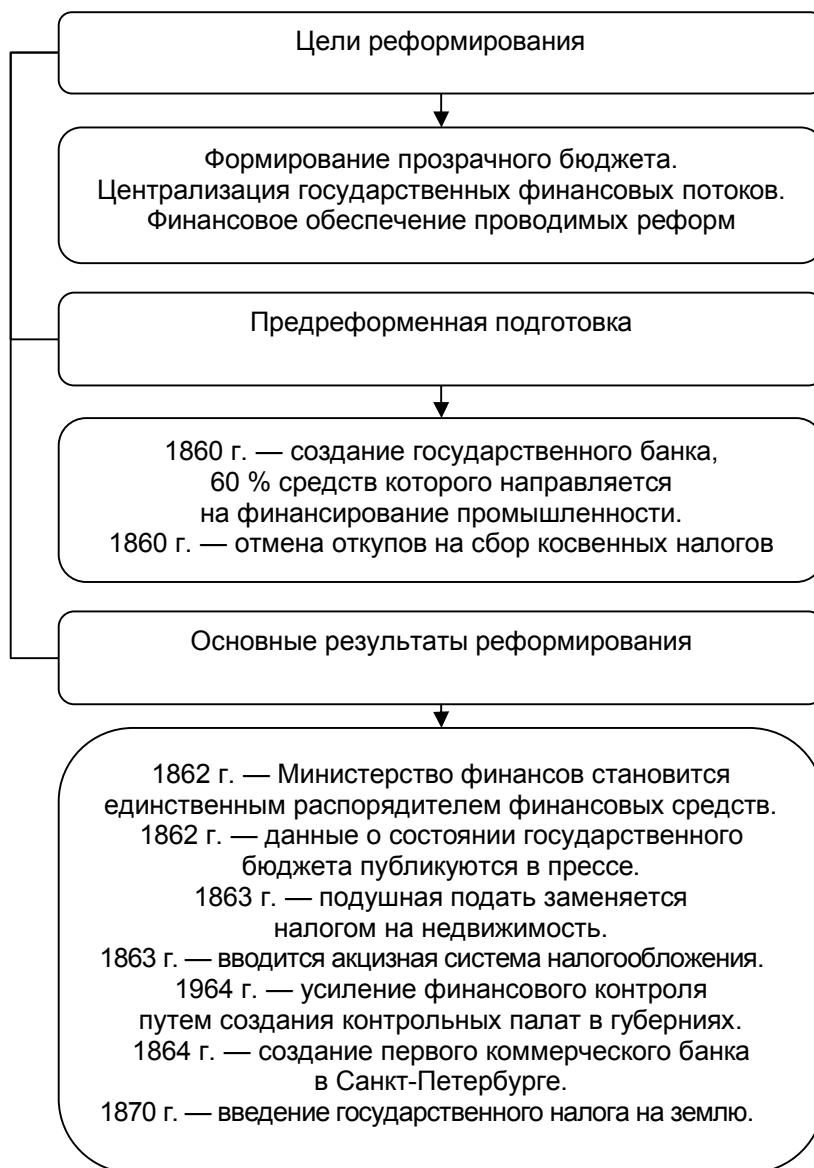 Цели реформирования
Формирование прозрачного бюджета.
Централизация государственных финансовых потоков.
Финансовое обеспечение проводимых реформ
Предреформенная подготовка
1860 г. — создание государственного банка,
60 % средств которого направляется
на финансирование промышленности.
1860 г. — отмена откупов на сбор косвенных налогов
Основные результаты реформирования
1862 г. — Министерство финансов становится
единственным распорядителем финансовых средств.
1862 г. — данные о состоянии государственного
бюджета публикуются в прессе.
1863 г. — подушная подать заменяется
налогом на недвижимость.
1863 г. — вводится акцизная система налогообложения.
1964 г. — усиление финансового контроля
путем создания контрольных палат в губерниях.
1864 г. — создание первого коммерческого банка
в Санкт-Петербурге.
1870 г. — введение государственного налога на землю.